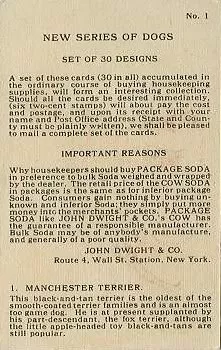 No. 1
NEW SERIES OF DOGS
SET OF 30 DESIGNS
A set of these cards (30 in all) accumulated in
the ordinary course of buying housekeeping
supplies, will form an interesting collection.
Should all the cards be desired immediately,
(six two-cent stamps) will about pay the cost
and postage, and upon its receipt with your
name and Post Office address (State and Coun-
ty must be plainly written), we shall be pleased
to mail a complete set of the cards.
IMPORTANT REASONS
Why housekeepers should buy PACKAGE SODA
in preference to bulk Soda weighed and wrapped
by the dealer. The retail price of the COW SODA
in packages is the same as for inferior package
Soda. Consumers gain nothing by buying un-
known and inferior Soda; they simply put more
money into the merchants' pockets. PACKAGE
SODA like JOHN DWIGHT & CO.'s COW has
the guarantee of a responsible manufacturer.
Bulk Soda may be of anybody's manufacture,
and generally of a poor quality.
JOHN DWIGHT & CO.
Route 4, Wall St. Station, New York.
1. MANCHESTER TERRIER.
This black-and-tan terrier is the oldest of the
smooth-coated terrier families and is an almost
too game dog. He is at present supplanted by
his part-descendant, the fox terrier, although
the little apple-headed toy black-and-tans are
still popular.